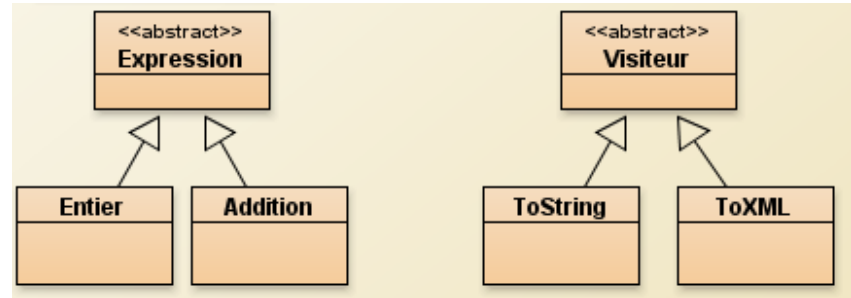 <<abstract>>
Expression
Entier
Addition
<<abstract>>
Visiteur
ToString
ToXML